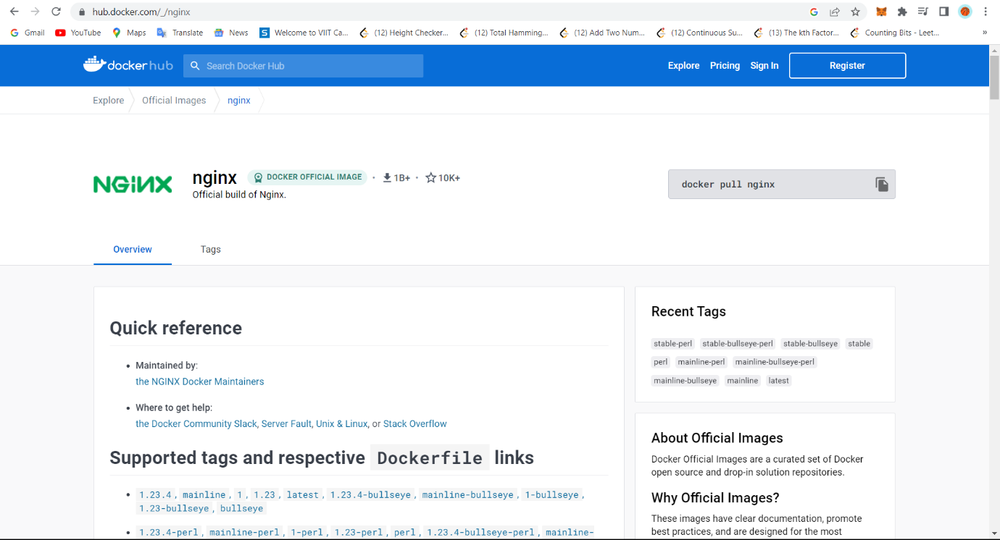 hub.docker.com/_/nginx
Gmail YouTube Maps Translate News Welcome to VIIT Ca... (12) Height Checker... (12) Total Hamming... (12) Add Two Num... (12) Continuous Su... (13) The kth Factor... Counting Bits - Leet... »
docker hub Search Docker Hub Explore Pricing Sign In Register
Explore Official Images nginx
NGINX nginx DOCKER OFFICIAL IMAGE • 1B+ • 10K+
Official build of Nginx.
docker pull nginx
Overview Tags
Quick reference
• Maintained by:
the NGINX Docker Maintainers
• Where to get help:
the Docker Community Slack, Server Fault, Unix & Linux, or Stack Overflow
Supported tags and respective Dockerfile links
• 1.23.4, mainline, 1, 1.23, latest, 1.23.4-bullseye, mainline-bullseye, 1-bullseye,
1.23-bullseye, bullseye
• 1.23.4-perl, mainline-perl, 1-perl, 1.23-perl, perl, 1.23.4-bullseye-perl, mainline-
Recent Tags
stable-perl stable-bullseye-perl stable-bullseye stable
perl mainline-perl mainline-bullseye-perl
mainline-bullseye mainline latest
About Official Images
Docker Official Images are a curated set of Docker
open source and drop-in solution repositories.
Why Official Images?
These images have clear documentation, promote
best practices, and are designed for the most